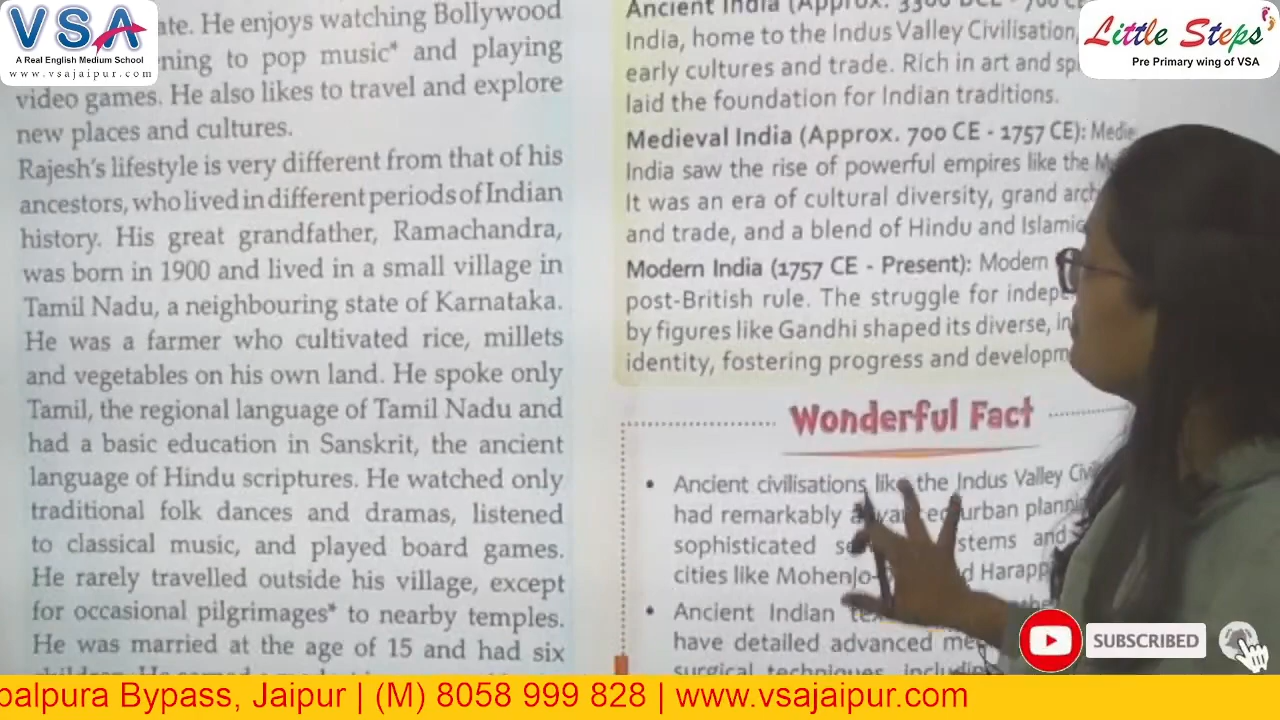 VSA
A Real English Medium School
www.vsajaipur.com
Little Steps
Pre Primary wing of VSA
He enjoys watching Bollywood
to pop music* and playing
video games. He also likes to travel and explore
new places and cultures.
Rajesh's lifestyle is very different from that of his
ancestors, who lived in different periods of Indian
history. His great grandfather, Ramachandra,
was born in 1900 and lived in a small village in
Tamil Nadu, a neighbouring state of Karnataka.
He was a farmer who cultivated rice, millets
and vegetables on his own land. He spoke only
Tamil, the regional language of Tamil Nadu and
had a basic education in Sanskrit, the ancient
language of Hindu scriptures. He watched only
traditional folk dances and dramas, listened
to classical music, and played board games.
He rarely travelled outside his village, except
for occasional pilgrimages* to nearby temples.
He was married at the age of 15 and had six
Ancient India (Approx. 3300 BCE - 700 CE
India, home to the Indus Valley Civilisation,
early cultures and trade. Rich in art and
laid the foundation for Indian traditions.
Medieval India (Approx. 700 CE - 1757 CE):
India saw the rise of powerful empires like the
It was an era of cultural diversity, grand
and trade, and a blend of Hindu and Islamic
Modern India (1757 CE - Present): Modern
post-British rule. The struggle for
by figures like Gandhi shaped its diverse,
identity, fostering progress and
Wonderful Fact
• Ancient civilisations like the Indus Valley
had remarkably urban
sophisticated and
cities like
• Ancient Indian
have detailed advanced
surgical techniques,
SUBSCRIBED
Bypass, Jaipur | (M) 8058 999 828 | www.vsajaipur.com